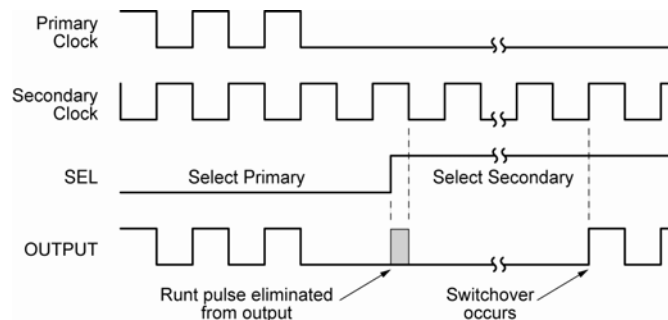 Primary
Clock
Secondary
Clock
SEL
Select Primary
Select Secondary
OUTPUT
Runt pulse eliminated
from output
Switchover
occurs